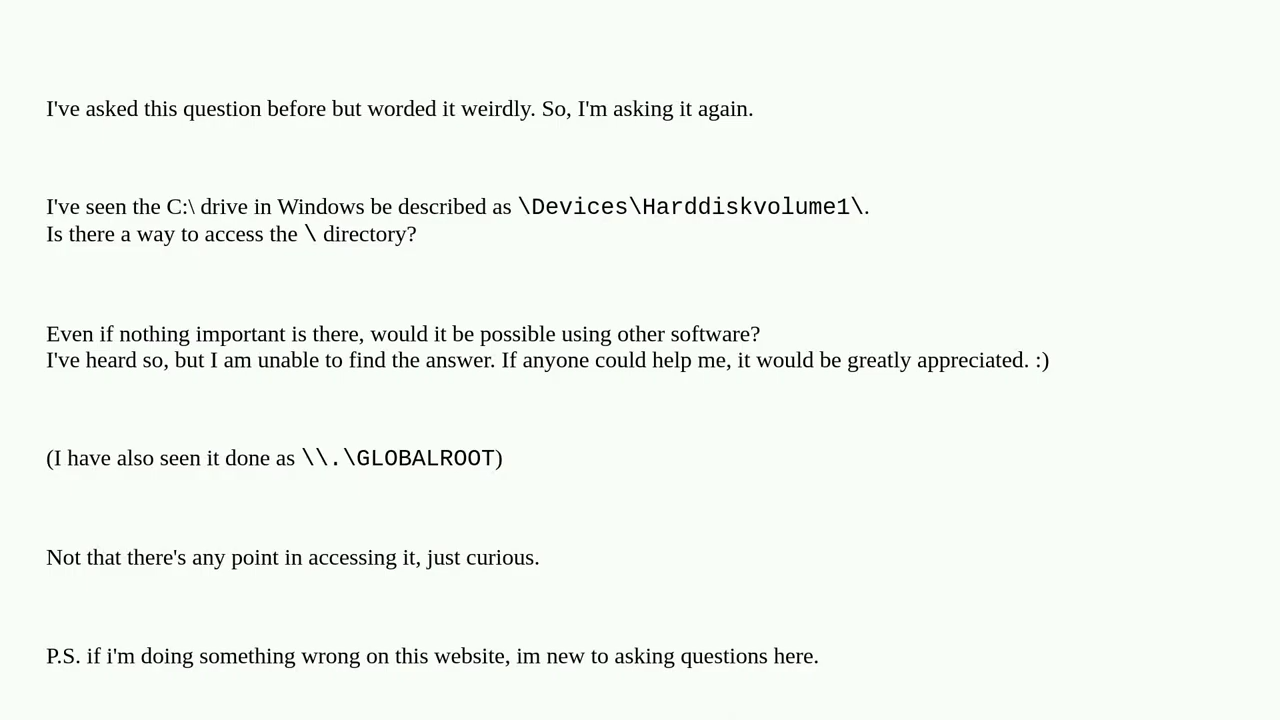 I've asked this question before but worded it weirdly. So, I'm asking it again.
I've seen the C:\ drive in Windows be described as \Devices\Harddiskvolume1\.
Is there a way to access the \ directory?
Even if nothing important is there, would it be possible using other software?
I've heard so, but I am unable to find the answer. If anyone could help me, it would be greatly appreciated. :)
(I have also seen it done as \\.\GLOBALROOT)
Not that there's any point in accessing it, just curious.
P.S. if i'm doing something wrong on this website, im new to asking questions here.